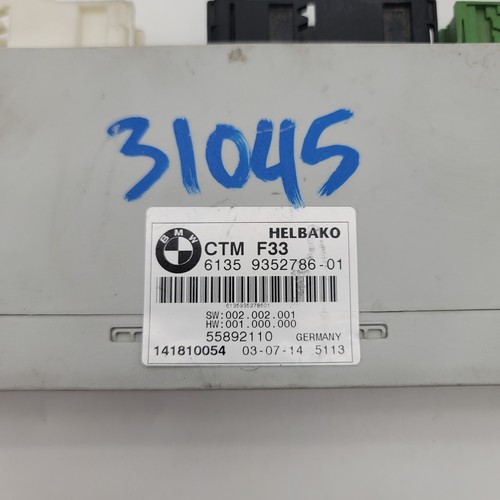 31045
BMW
HELBAKO
CTM F33
6135 9352786-01
6135935278601
SW:002.002.001
HW:001.000.000
55892110 GERMANY
141810054 03-07-14 5113